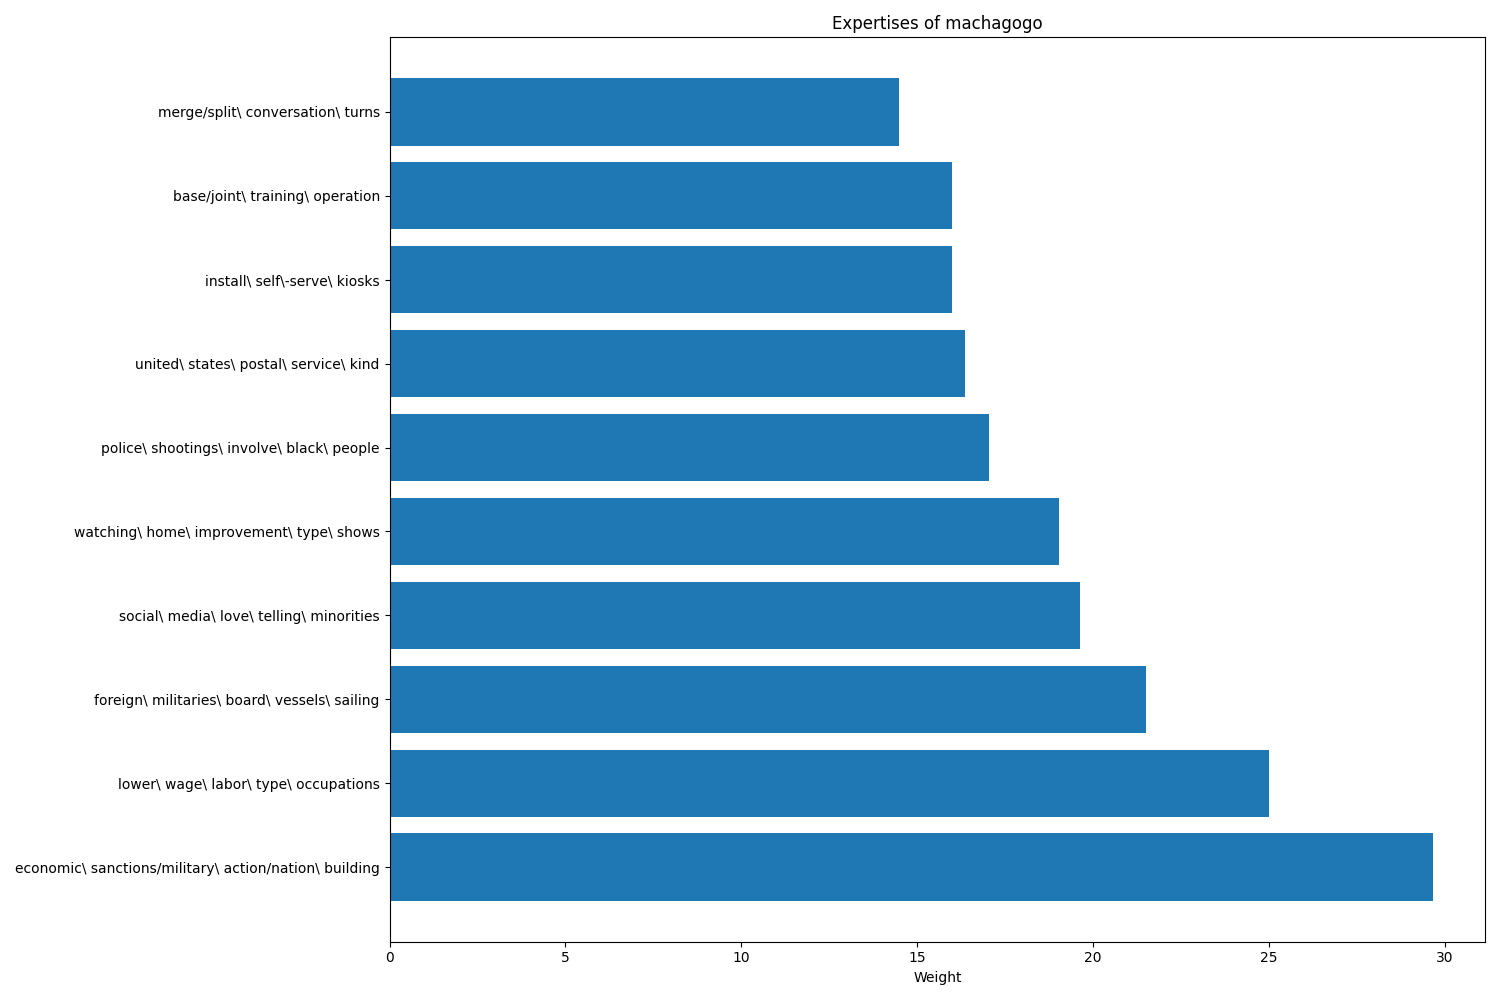 Expertises of machagogo
merge/split\ conversation\ turns
base/joint\ training\ operation
install\ self\-serve\ kiosks
united\ states\ postal\ service\ kind
police\ shootings\ involve\ black\ people
watching\ home\ improvement\ type\ shows
social\ media\ love\ telling\ minorities
foreign\ militaries\ board\ vessels\ sailing
lower\ wage\ labor\ type\ occupations
economic\ sanctions/military\ action/nation\ building
0 5 10 15 20 25 30
Weight